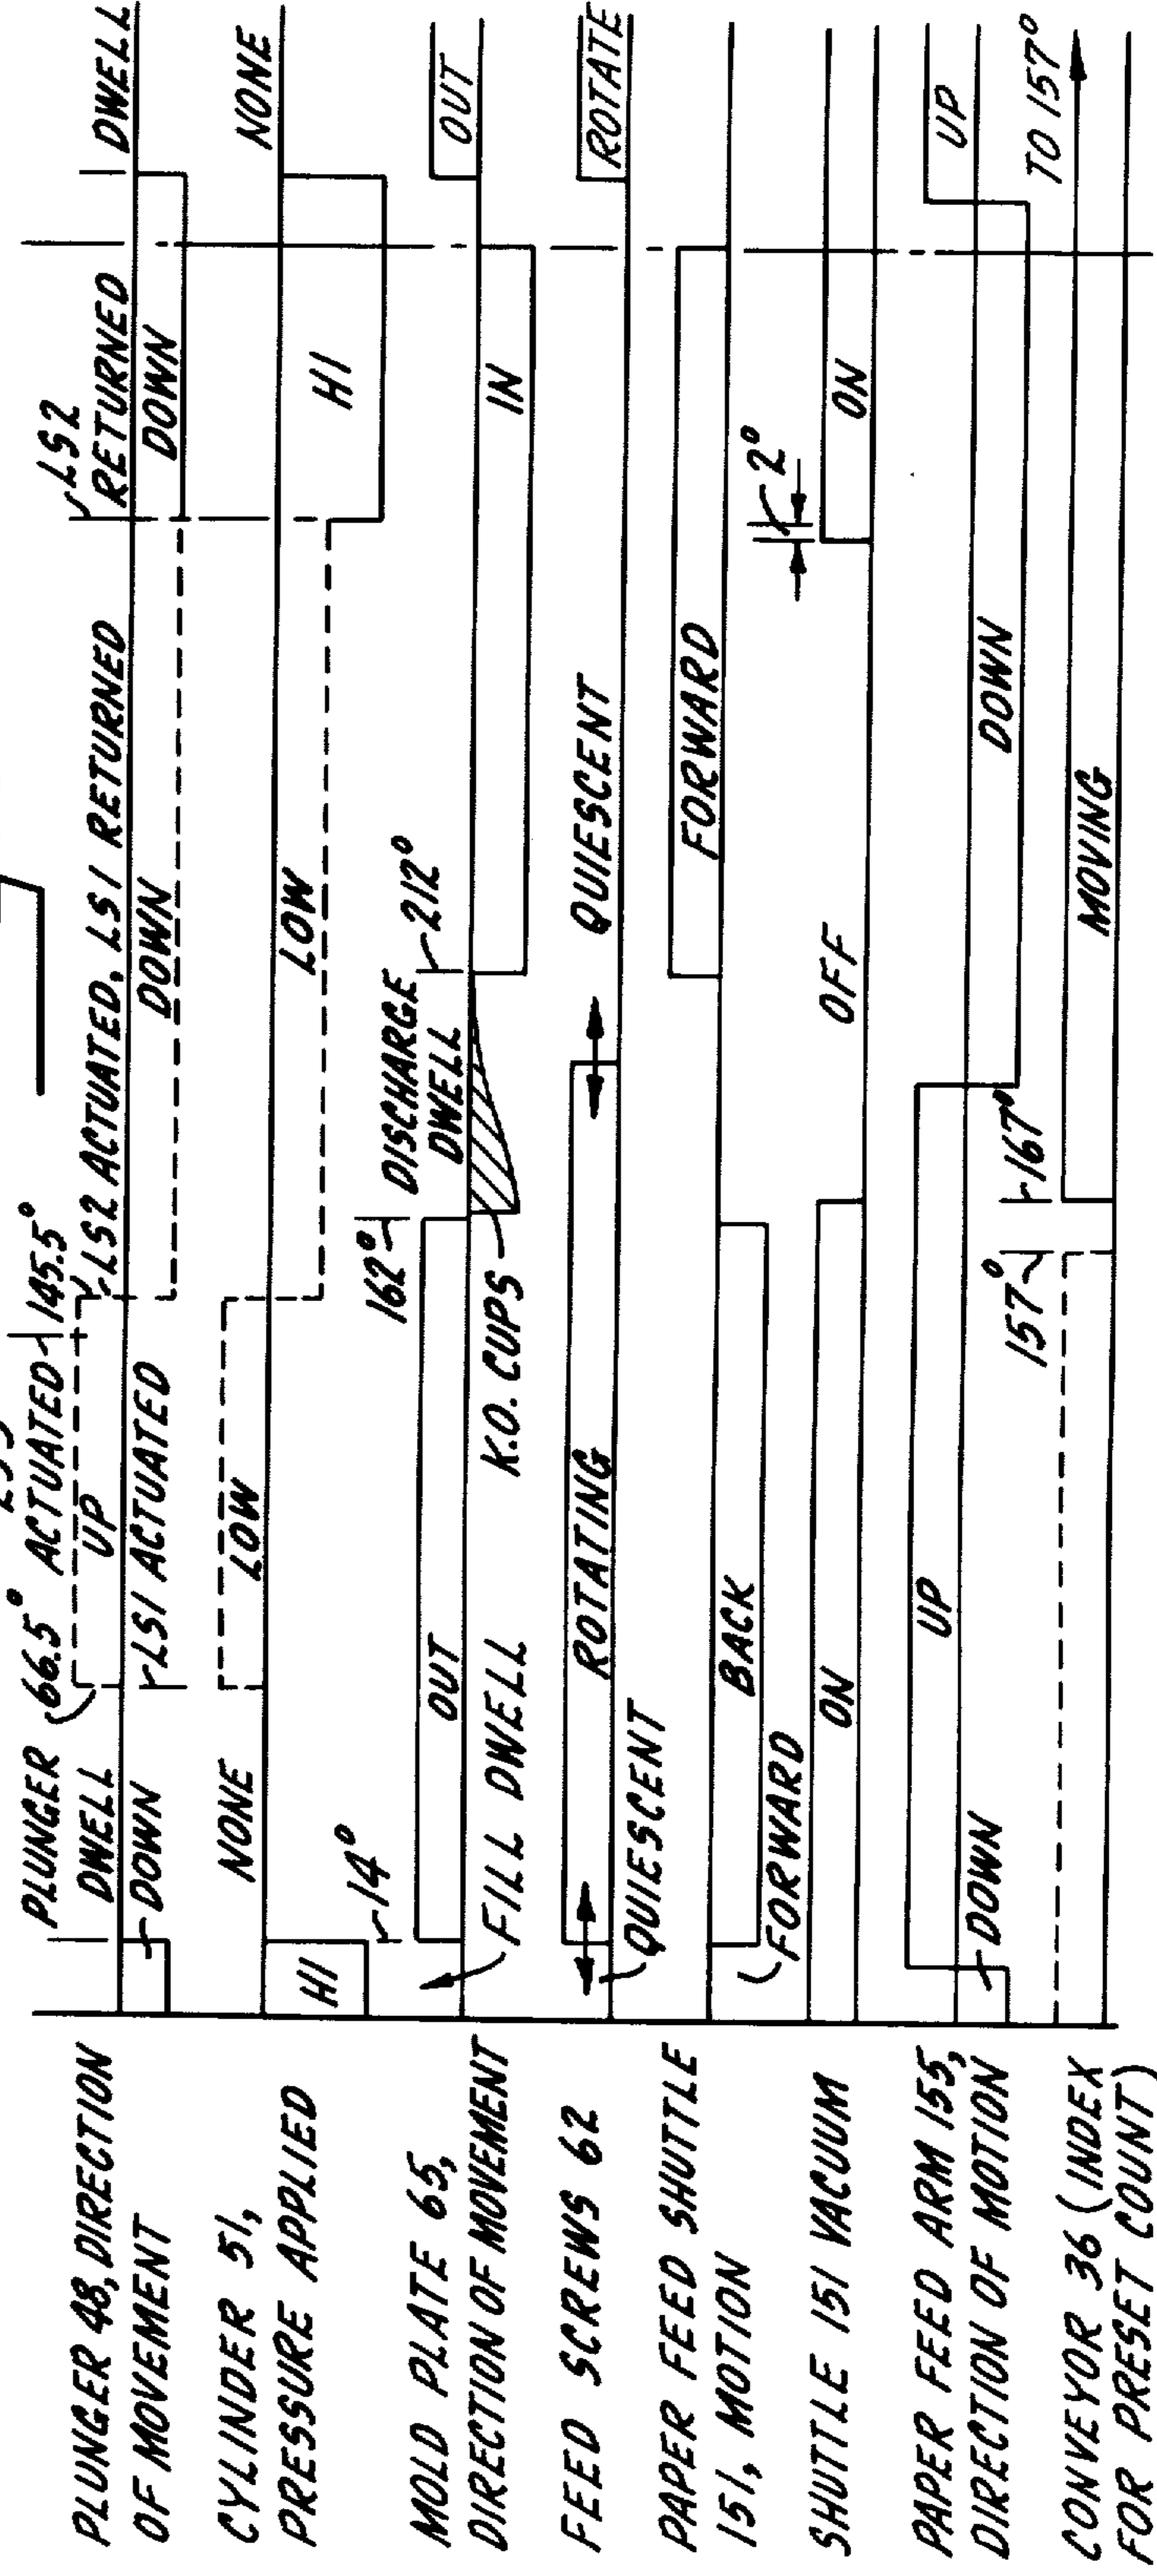 PLUNGER 48, DIRECTION
OF MOVEMENT
PLUNGER
DWELL
DOWN
66.5°
ACTUATED
145.5°
UP
LS1 ACTUATED
LS2 ACTUATED, LS1 RETURNED
DOWN
LS2
RETURNED
RETURNED
DOWN
DWELL
CYLINDER 51,
PRESSURE APPLIED
HI
NONE
LOW
LOW
HI
NONE
MOLD PLATE 65,
DIRECTION OF MOVEMENT
14°
FILL DWELL
OUT
162°
K.O. CUPS
DISCHARGE
DWELL
212°
IN
OUT
FEED SCREWS 62
QUIESCENT
ROTATING
QUIESCENT
ROTATE
PAPER FEED SHUTTLE
151, MOTION
FORWARD
BACK
FORWARD
SHUTTLE 151 VACUUM
ON
OFF
2°
ON
PAPER FEED ARM 155,
DIRECTION OF MOTION
DOWN
UP
DOWN
UP
CONVEYOR 36 (INDEX
FOR PRESET COUNT)
157°
167°
MOVING
TO 157°